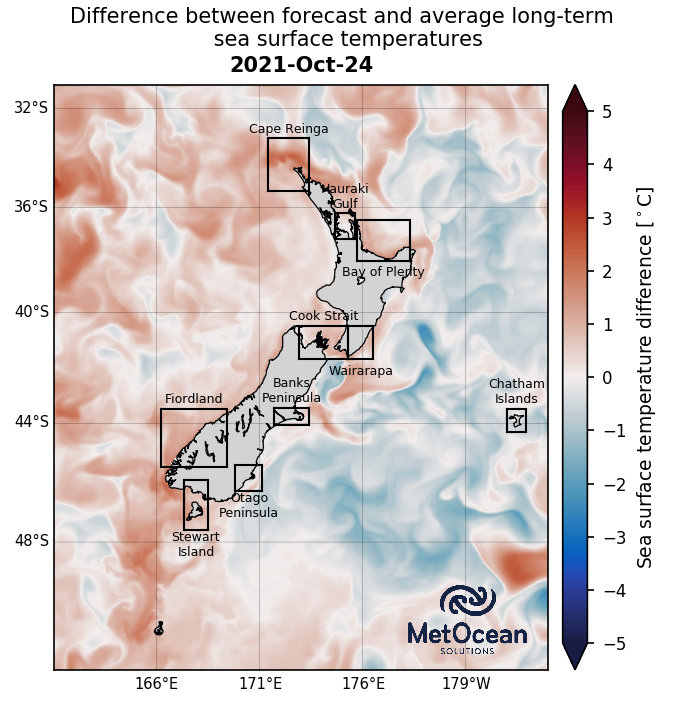 Difference between forecast and average long-term
sea surface temperatures
2021-Oct-24
32°S
36°S
40°S
44°S
48°S
166°E
171°E
176°E
179°W
Cape Reinga
Hauraki
Gulf
Bay of Plenty
Cook Strait
Wairarapa
Banks
Peninsula
Fiordland
Chatham
Islands
Otago
Peninsula
Stewart
Island
MetOcean
SOLUTIONS
5
4
3
2
1
0
−1
−2
−3
−4
−5
Sea surface temperature difference [°C]